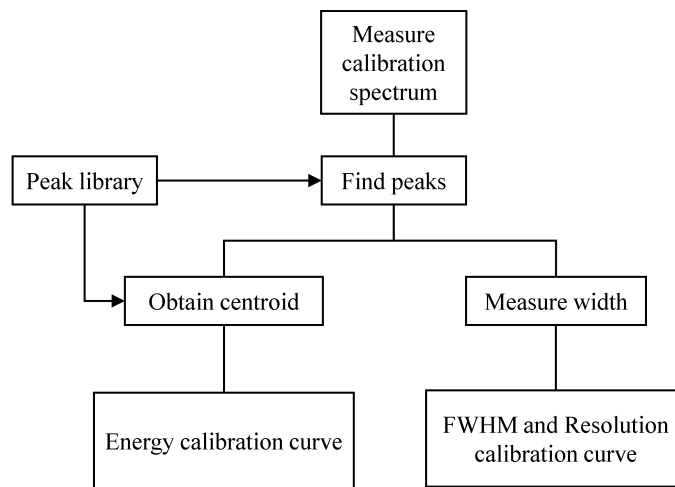 Measure
calibration
spectrum
Peak library
Find peaks
Obtain centroid
Measure width
Energy calibration curve
FWHM and Resolution
calibration curve